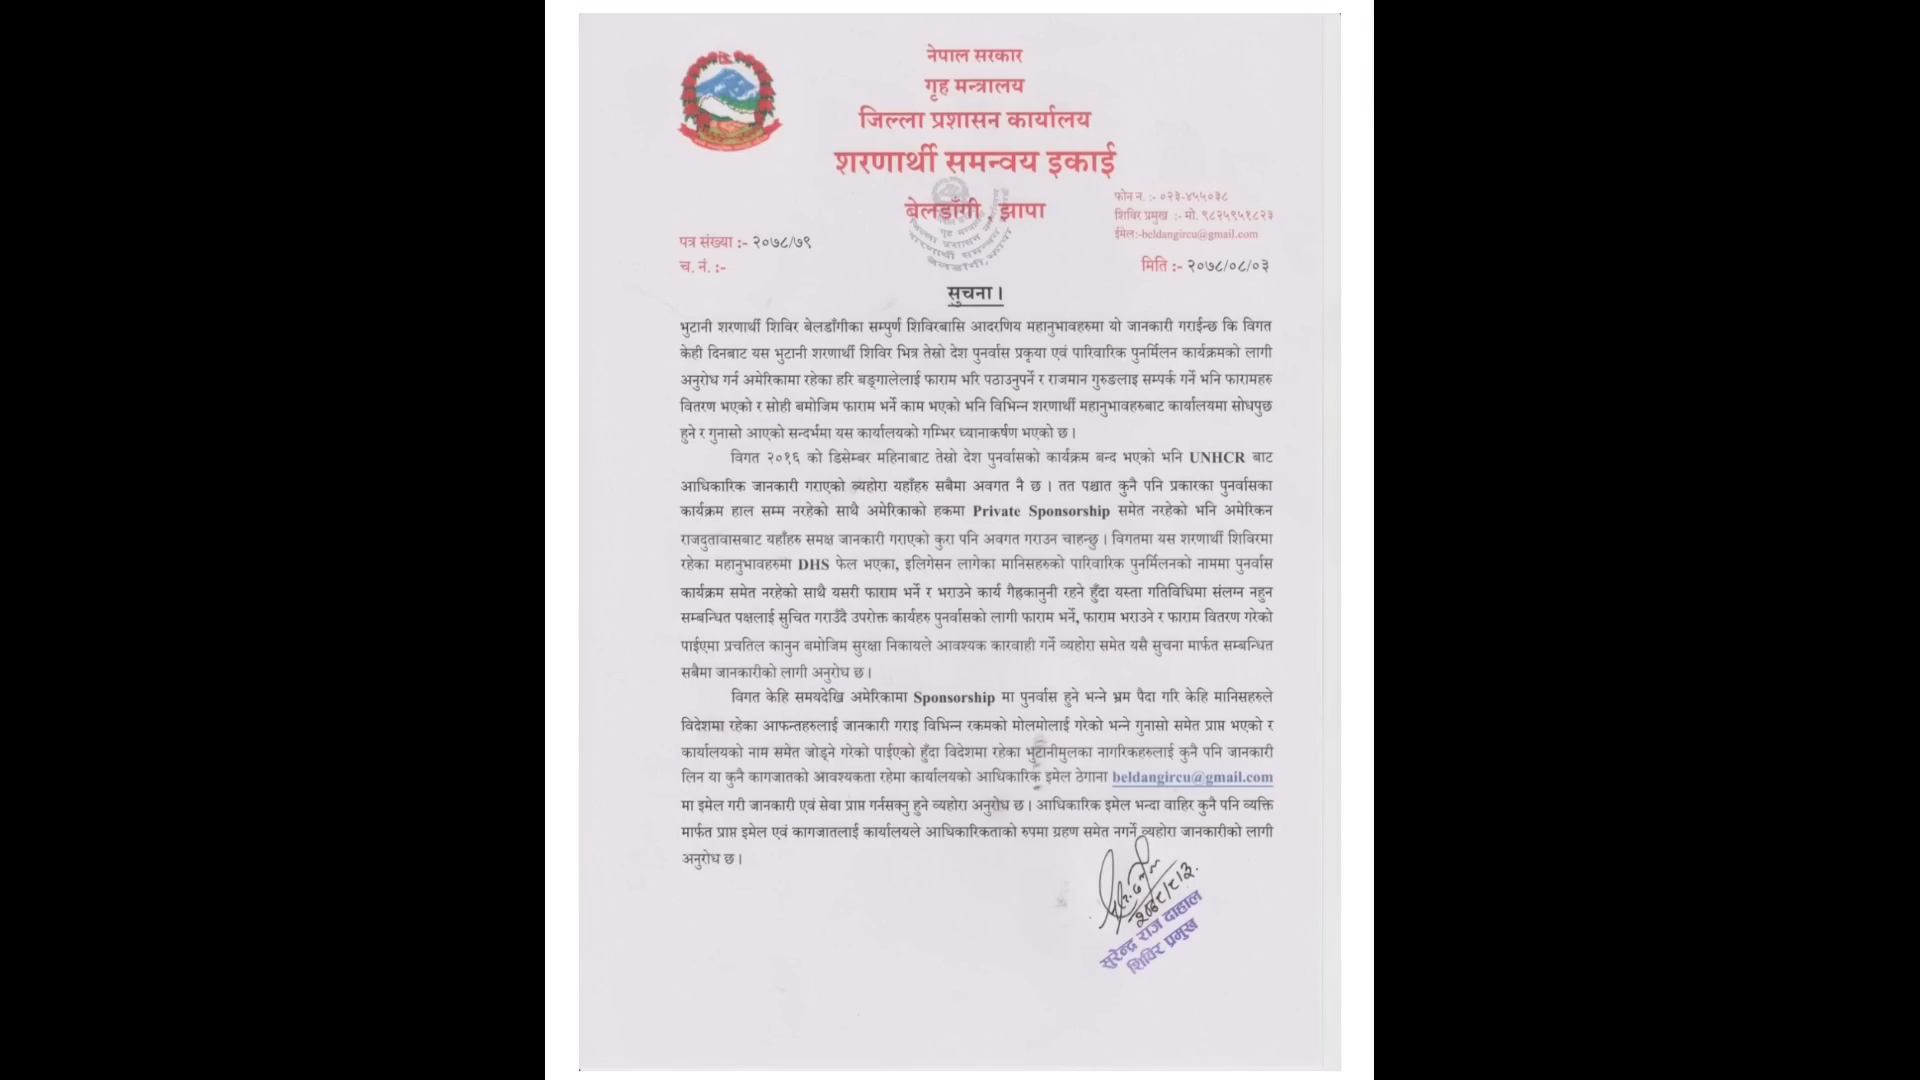 नेपाल सरकार
गृह मन्त्रालय
जिल्ला प्रशासन कार्यालय
शरणार्थी समन्वय इकाई
बेलडाँगी, झापा
फोन न. :- ०२३-४५५०३८
शिविर प्रमुख :- मो. ९८२५९५१८२३
ईमेल:-beldangircu@gmail.com
पत्र संख्या :- २०७८/७९
च. नं. :-
मिति :- २०७८/०८/०३
सुचना ।
भुटानी शरणार्थी शिविर बेलडाँगीका सम्पुर्ण शिविरबासि आदरणिय महानुभावहरुमा यो जानकारी गराईन्छ कि विगत
केही दिनबाट यस भुटानी शरणार्थी शिविर भित्र तेस्रो देश पुनर्वास प्रकृया एवं पारिवारिक पुनर्मिलन कार्यक्रमको लागी
अनुरोध गर्न अमेरिकामा रहेका हरि बङ्गालेलाई फाराम भरि पठाउनुपर्ने र राजमान गुरुङलाइ सम्पर्क गर्ने भनि फारामहरु
वितरण भएको र सोही बमोजिम फाराम भर्ने काम भएको भनि विभिन्न शरणार्थी महानुभावहरुबाट कार्यालयमा सोधपुछ
हुने र गुनासो आएको सन्दर्भमा यस कार्यालयको गम्भिर ध्यानाकर्षण भएको छ ।
विगत २०१६ को डिसेम्बर महिनाबाट तेस्रो देश पुनर्वासको कार्यक्रम बन्द भएको भनि UNHCR बाट
आधिकारिक जानकारी गराएको व्यहोरा यहाँहरु सबैमा अवगत नै छ । तत पश्चात कुनै पनि प्रकारका पुनर्वासका
कार्यक्रम हाल सम्म नरहेको साथै अमेरिकाको हकमा Private Sponsorship समेत नरहेको भनि अमेरिकन
राजदुतावासबाट यहाँहरु समक्ष जानकारी गराएको कुरा पनि अवगत गराउन चाहन्छु । विगतमा यस शरणार्थी शिविरमा
रहेका महानुभावहरुमा DHS फेल भएका, इलिगेसन लागेका मानिसहरुको पारिवारिक पुनर्मिलनको नाममा पुनर्वास
कार्यक्रम समेत नरहेको साथै यसरी फाराम भर्ने र भराउने कार्य गैह्रकानुनी रहने हुँदा यस्ता गतिविधिमा संलग्न नहुन
सम्बन्धित पक्षलाई सुचित गराउँदै उपरोक्त कार्यहरु पुनर्वासको लागी फाराम भर्ने, फाराम भराउने र फाराम वितरण गरेको
पाईएमा प्रचतिल कानुन बमोजिम सुरक्षा निकायले आवश्यक कारवाही गर्ने व्यहोरा समेत यसै सुचना मार्फत सम्बन्धित
सबैमा जानकारीको लागी अनुरोध छ ।
विगत केहि समयदेखि अमेरिकामा Sponsorship मा पुनर्वास हुने भन्ने भ्रम पैदा गरि केहि मानिसहरुले
विदेशमा रहेका आफन्तहरुलाई जानकारी गराइ विभिन्न रकमको मोलमोलाई गरेको भन्ने गुनासो समेत प्राप्त भएको र
कार्यालयको नाम समेत जोड्ने गरेको पाईएको हुँदा विदेशमा रहेका भुटानीमुलका नागरिकहरुलाई कुनै पनि जानकारी
लिन या कुनै कागजातको आवश्यकता रहेमा कार्यालयको आधिकारिक इमेल ठेगाना beldangircu@gmail.com
मा इमेल गरी जानकारी एवं सेवा प्राप्त गर्नसक्नु हुने व्यहोरा अनुरोध छ । आधिकारिक इमेल भन्दा वाहिर कुनै पनि व्यक्ति
मार्फत प्राप्त इमेल एवं कागजातलाई कार्यालयले आधिकारिकताको रुपमा ग्रहण समेत नगर्ने व्यहोरा जानकारीको लागी
अनुरोध छ ।
२०७८/८/३
सुरेन्द्र राज दाहाल
शिविर प्रमुख